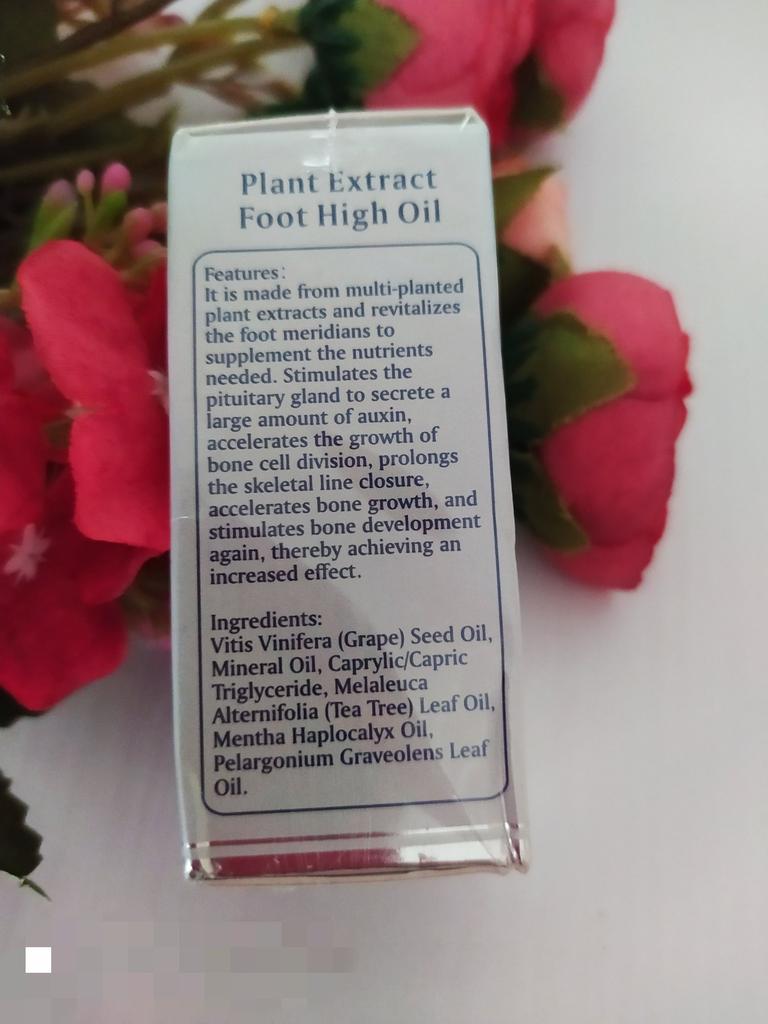 Plant Extract
Foot High Oil
Features:
It is made from multi-planted
plant extracts and revitalizes
the foot meridians to
supplement the nutrients
needed. Stimulates the
pituitary gland to secrete a
large amount of auxin,
accelerates the growth of
bone cell division, prolongs
the skeletal line closure,
accelerates bone growth, and
stimulates bone development
again, thereby achieving an
increased effect.
Ingredients:
Vitis Vinifera (Grape) Seed Oil,
Mineral Oil, Caprylic/Capric
Triglyceride, Melaleuca
Alternifolia (Tea Tree) Leaf Oil,
Mentha Haplocalyx Oil,
Pelargonium Graveolens Leaf
Oil.